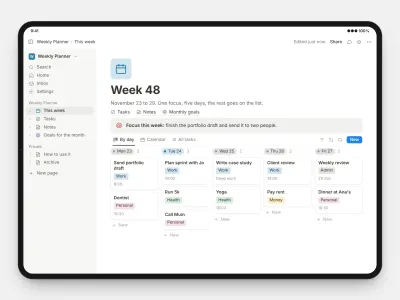 9:41
100%
Weekly Planner
This week
Edited just now
Share
Weekly Planner
Search
Home
Inbox
Settings
Weekly Planner
This week
Tasks
Notes
Goals for the month
Private
How to use it
Archive
New page
Week 48
November 23 to 29. One focus, five days, the rest goes on the list.
Tasks
Notes
Monthly goals
Focus this week: finish the portfolio draft and send it to two people.
By day
Calendar
All tasks
New
Mon 23
Tue 24
Wed 25
Thu 26
Fri 27
Send portfolio draft
Work
Dentist
Personal
+ New
Plan sprint with Jo
Work
Run 5k
Health
Call Mum
Personal
+ New
Write case study
Work
Yoga
Health
+ New
Client review
Work
Pay rent
Money
+ New
Weekly review
Admin
Dinner at Ana's
Personal
+ New